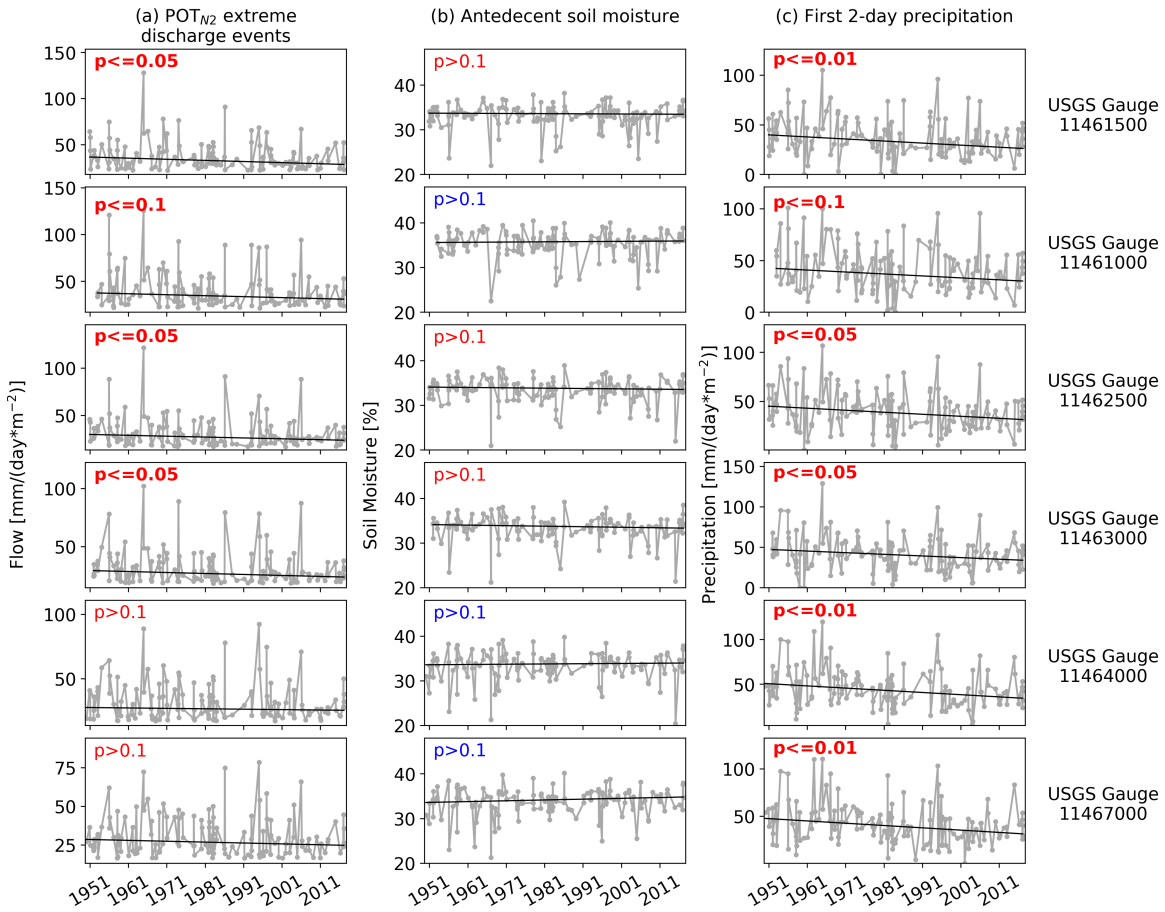 (a) POT_N2 extreme
discharge events
(b) Antedecent soil moisture
(c) First 2-day precipitation
150
100
50
p<=0.05
40
30
20
p>0.1
100
50
0
p<=0.01
USGS Gauge
11461500
150
100
50
p<=0.1
40
30
20
p>0.1
100
50
0
p<=0.1
USGS Gauge
11461000
100
50
p<=0.05
40
30
20
p>0.1
100
50
0
p<=0.05
USGS Gauge
11462500
100
50
p<=0.05
40
30
20
p>0.1
150
100
50
0
p<=0.05
USGS Gauge
11463000
100
50
p>0.1
40
30
20
p>0.1
100
50
p<=0.01
USGS Gauge
11464000
75
50
25
p>0.1
40
30
20
p>0.1
100
50
p<=0.01
USGS Gauge
11467000
Flow [mm/(day*m⁻²)]
Soil Moisture [%]
Precipitation [mm/(day*m⁻²)]
1951 1961 1971 1981 1991 2001 2011
1951 1961 1971 1981 1991 2001 2011
1951 1961 1971 1981 1991 2001 2011